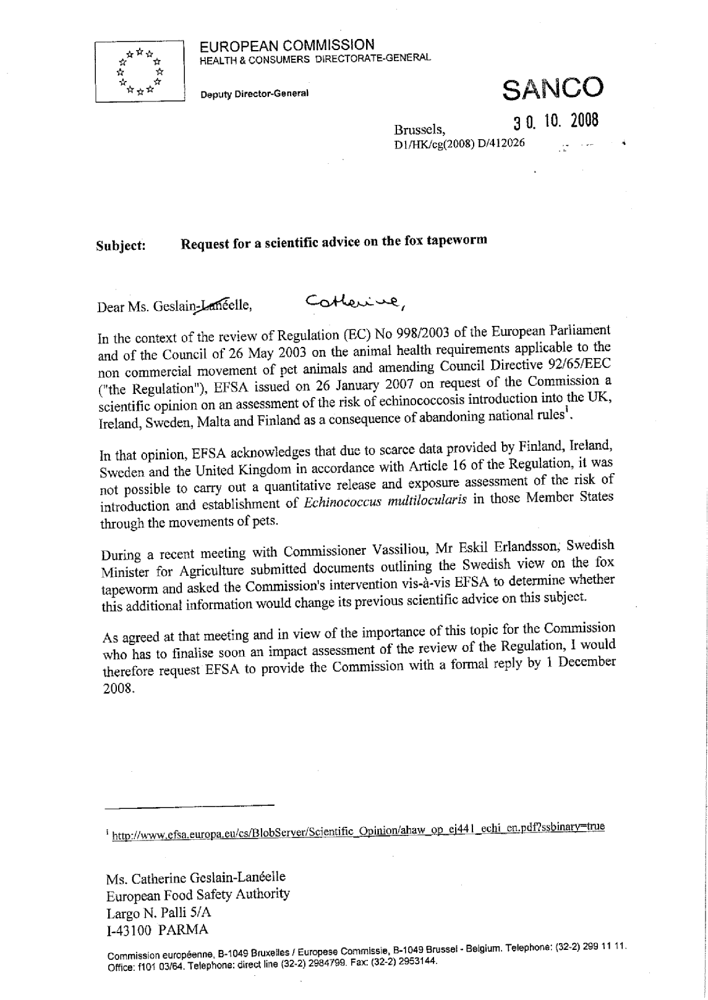 EUROPEAN COMMISSION
HEALTH & CONSUMERS DIRECTORATE-GENERAL
Deputy Director-General
SANCO
30. 10. 2008
Brussels,
D1/HK/cg(2008) D/412026
Subject: Request for a scientific advice on the fox tapeworm
Dear Ms. Geslain-Lanéelle, Catherine,
In the context of the review of Regulation (EC) No 998/2003 of the European Parliament
and of the Council of 26 May 2003 on the animal health requirements applicable to the
non commercial movement of pet animals and amending Council Directive 92/65/EEC
("the Regulation"), EFSA issued on 26 January 2007 on request of the Commission a
scientific opinion on an assessment of the risk of echinococcosis introduction into the UK,
Ireland, Sweden, Malta and Finland as a consequence of abandoning national rules¹.
In that opinion, EFSA acknowledges that due to scarce data provided by Finland, Ireland,
Sweden and the United Kingdom in accordance with Article 16 of the Regulation, it was
not possible to carry out a quantitative release and exposure assessment of the risk of
introduction and establishment of Echinococcus multilocularis in those Member States
through the movements of pets.
During a recent meeting with Commissioner Vassiliou, Mr Eskil Erlandsson, Swedish
Minister for Agriculture submitted documents outlining the Swedish view on the fox
tapeworm and asked the Commission's intervention vis-à-vis EFSA to determine whether
this additional information would change its previous scientific advice on this subject.
As agreed at that meeting and in view of the importance of this topic for the Commission
who has to finalise soon an impact assessment of the review of the Regulation, I would
therefore request EFSA to provide the Commission with a formal reply by 1 December
2008.
¹ http://www.efsa.europa.eu/cs/BlobServer/Scientific_Opinion/ahaw_op_ej441_echi_en.pdf?ssbinary=true
Ms. Catherine Geslain-Lanéelle
European Food Safety Authority
Largo N. Palli 5/A
I-43100 PARMA
Commission européenne, B-1049 Bruxelles / Europese Commissie, B-1049 Brussel - Belgium. Telephone: (32-2) 299 11 11.
Office: f101 03/64. Telephone: direct line (32-2) 2984799. Fax: (32-2) 2953144.